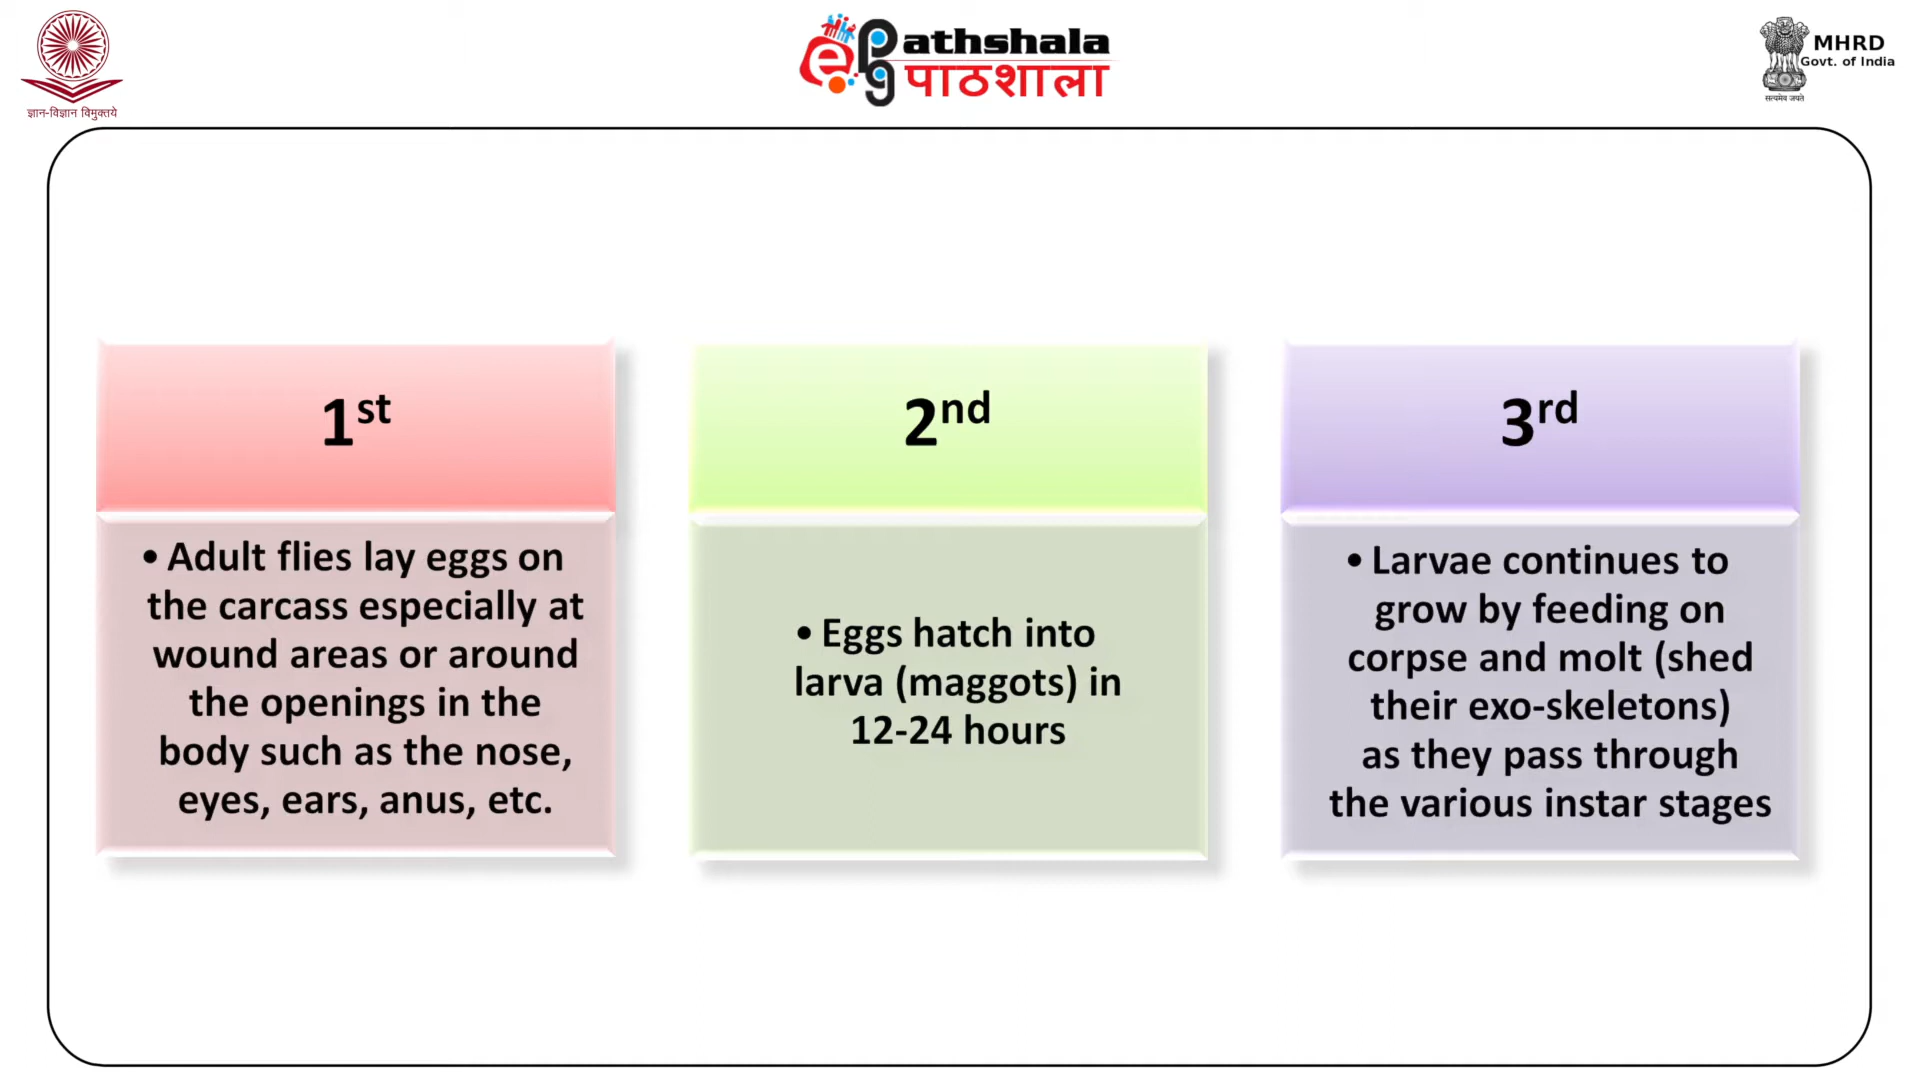 ज्ञान-विज्ञान विमुक्तये
ePg Pathshala
पाठशाला
MHRD
Govt. of India
सत्यमेव जयते
1st
• Adult flies lay eggs on
the carcass especially at
wound areas or around
the openings in the
body such as the nose,
eyes, ears, anus, etc.
2nd
• Eggs hatch into
larva (maggots) in
12-24 hours
3rd
• Larvae continues to
grow by feeding on
corpse and molt (shed
their exo-skeletons)
as they pass through
the various instar stages